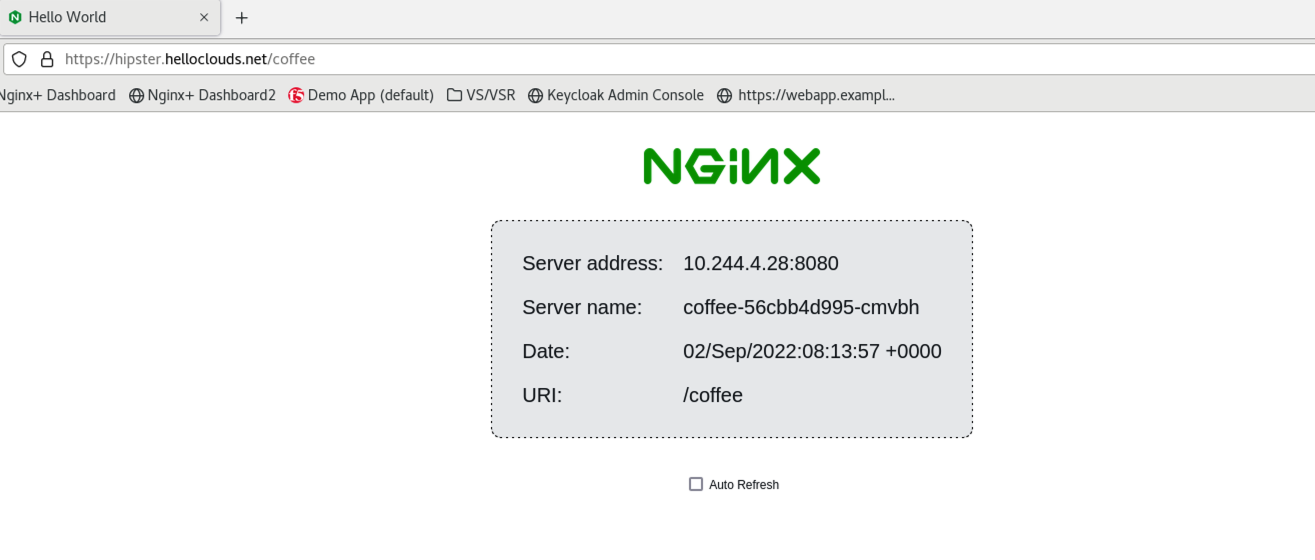 Hello World
https://hipster.helloclouds.net/coffee
Nginx+ Dashboard Nginx+ Dashboard2 Demo App (default) VS/VSR Keycloak Admin Console https://webapp.exampl...
NGINX
Server address: 10.244.4.28:8080
Server name: coffee-56cbb4d995-cmvbh
Date: 02/Sep/2022:08:13:57 +0000
URI: /coffee
Auto Refresh